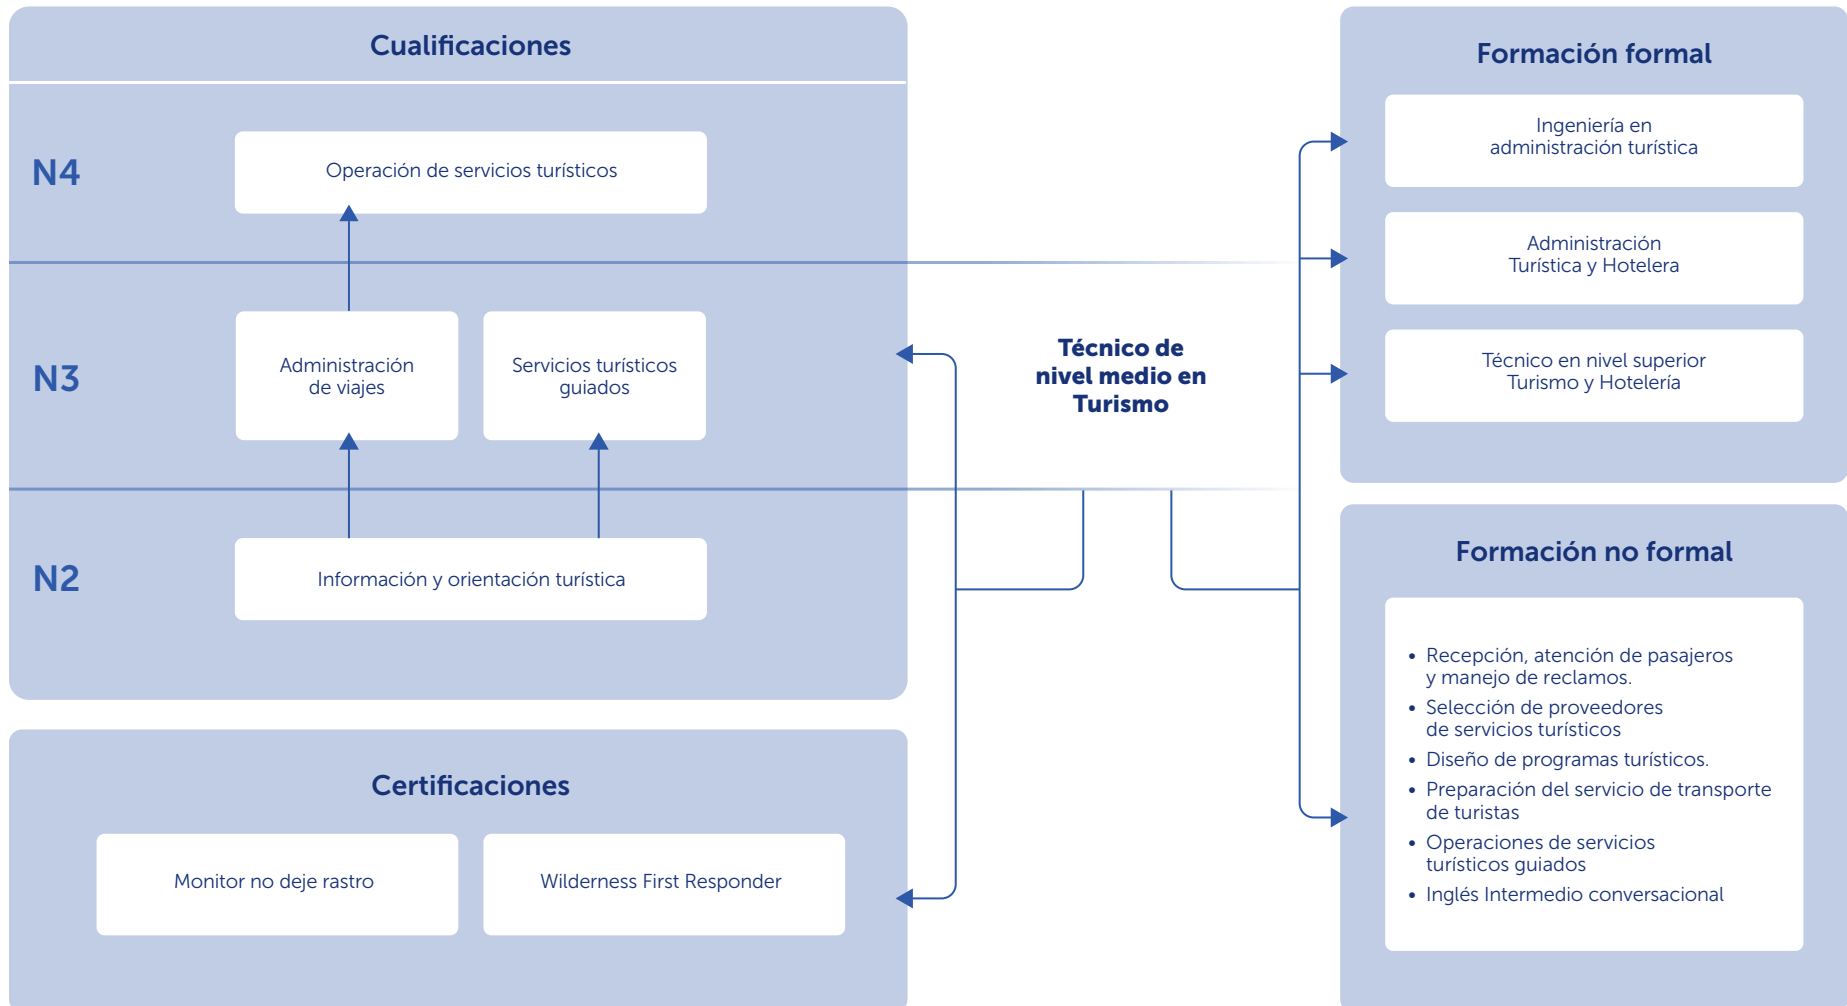 Cualificaciones
N4
Operación de servicios turísticos
N3
Administración
de viajes
Servicios turísticos
guiados
N2
Información y orientación turística
Certificaciones
Monitor no deje rastro
Wilderness First Responder
Técnico de
nivel medio en
Turismo
Formación formal
Ingeniería en
administración turística
Administración
Turística y Hotelera
Técnico en nivel superior
Turismo y Hotelería
Formación no formal
• Recepción, atención de pasajeros
y manejo de reclamos.
• Selección de proveedores
de servicios turísticos
• Diseño de programas turísticos.
• Preparación del servicio de transporte
de turistas
• Operaciones de servicios
turísticos guiados
• Inglés Intermedio conversacional